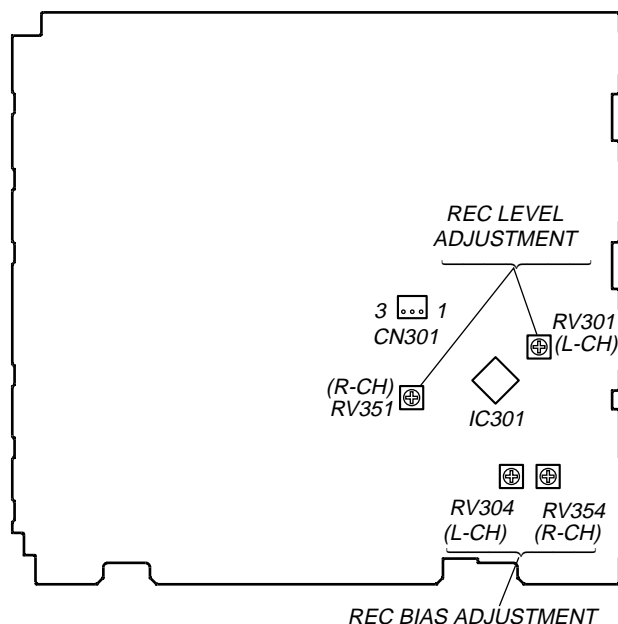 REC LEVEL
ADJUSTMENT
3 1
CN301
RV301
(L-CH)
(R-CH)
RV351
IC301
RV304
(L-CH)
RV354
(R-CH)
REC BIAS ADJUSTMENT